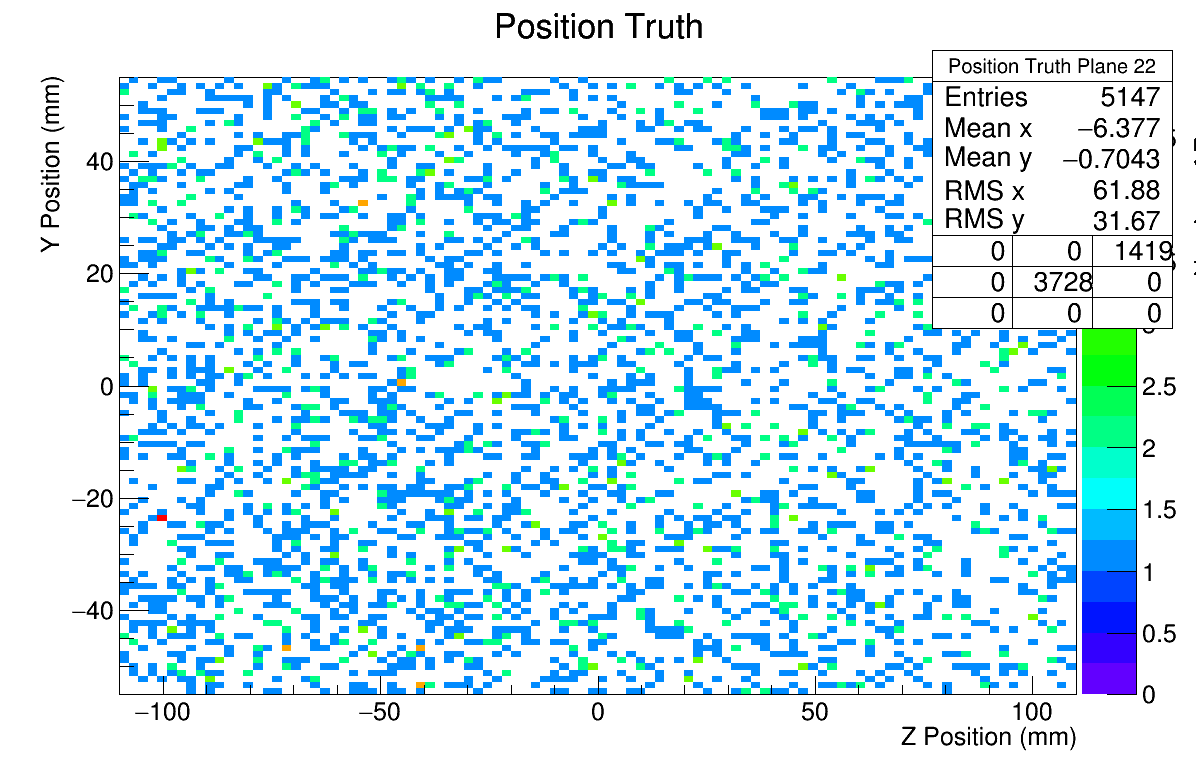 Position Truth
Position Truth Plane 22
Entries 5147
Mean x −6.377
Mean y −0.7043
RMS x 61.88
RMS y 31.67
0 0 1419
0 3728 0
0 0 0
Y Position (mm)
40
20
0
−20
−40
2.5
2
1.5
1
0.5
0
−100 −50 0 50 100
Z Position (mm)